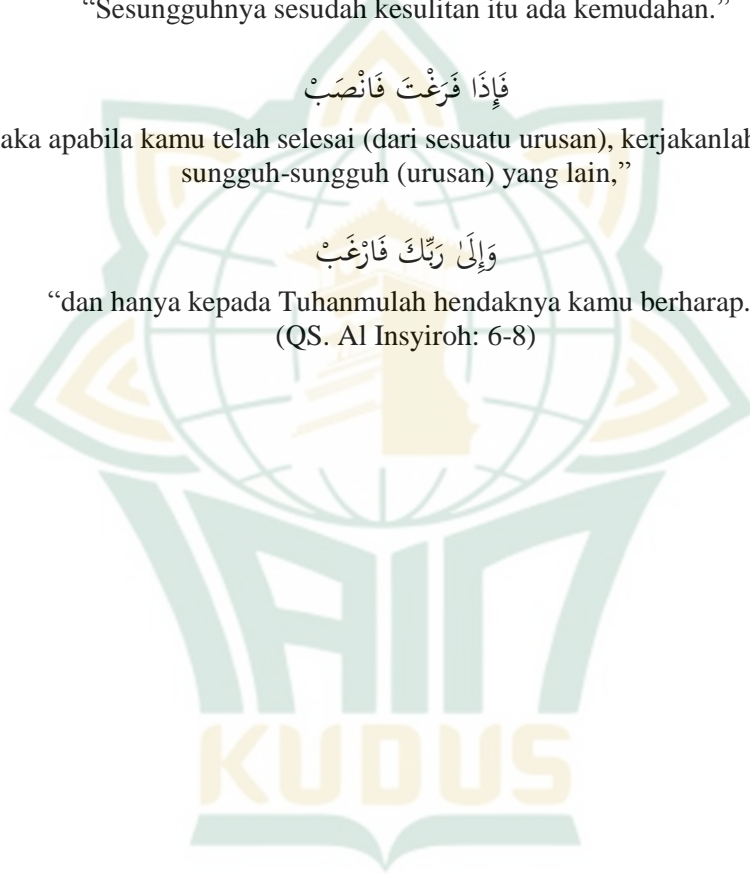 “Sesungguhnya sesudah kesulitan itu ada kemudahan.”
فَإِذَا فَرَغْتَ فَانْصَبْ
aka apabila kamu telah selesai (dari sesuatu urusan), kerjakanlah
sungguh-sungguh (urusan) yang lain,”
وَإِلَىٰ رَبِّكَ فَارْغَبْ
“dan hanya kepada Tuhanmulah hendaknya kamu berharap.
(QS. Al Insyiroh: 6-8)
IAIN
KUDUS